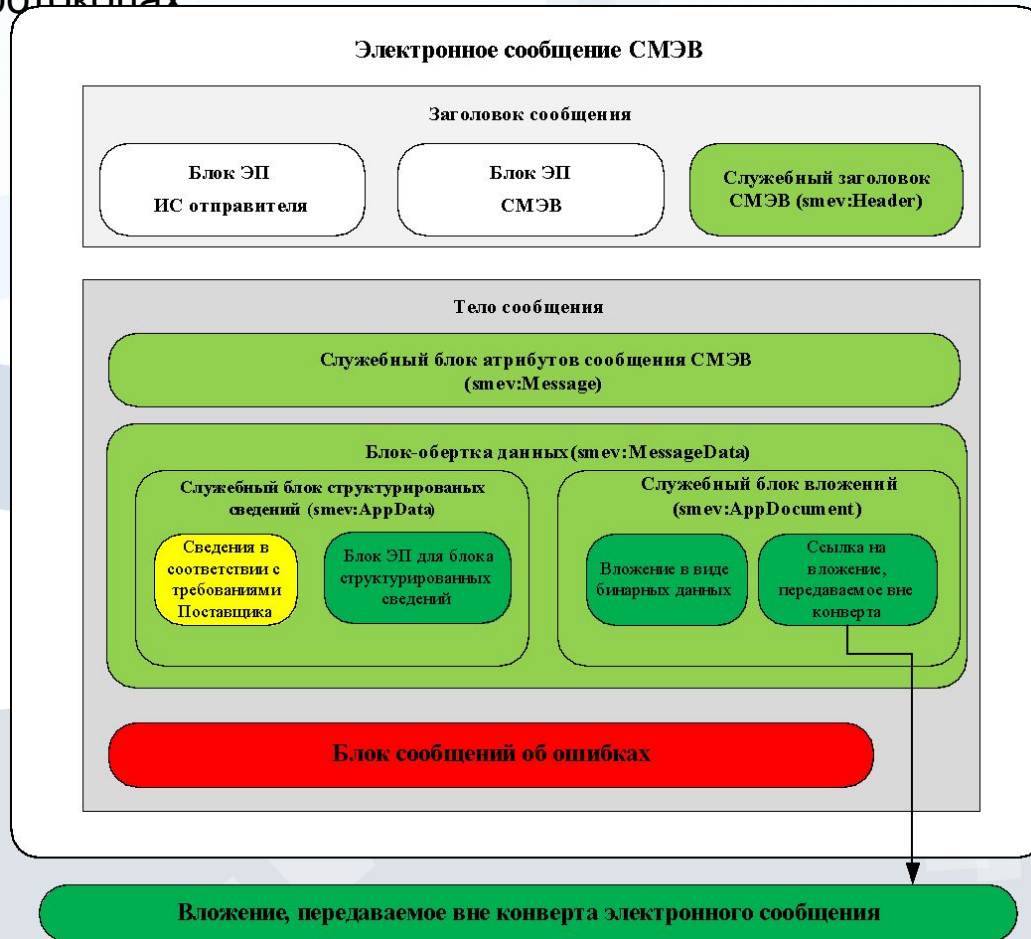 Электронное сообщение СМЭВ
Заголовок сообщения
Блок ЭП
ИС отправителя
Блок ЭП
СМЭВ
Служебный заголовок
СМЭВ (smev:Header)
Тело сообщения
Служебный блок атрибутов сообщения СМЭВ
(smev:Message)
Блок-обертка данных(smev:MessageData)
Служебный блок структурированых
сведений (smev:AppData)
Сведения в
соответствии с
требованиями
Поставщика
Блок ЭП для блока
структурированных
сведений
Служебный блок вложений
(smev:AppDocument)
Вложение в виде
бинарных данных
Ссылка на
вложение,
передаваемое вне
конверта
Блок сообщений об ошибках
Вложение, передаваемое вне конверта электронного сообщения